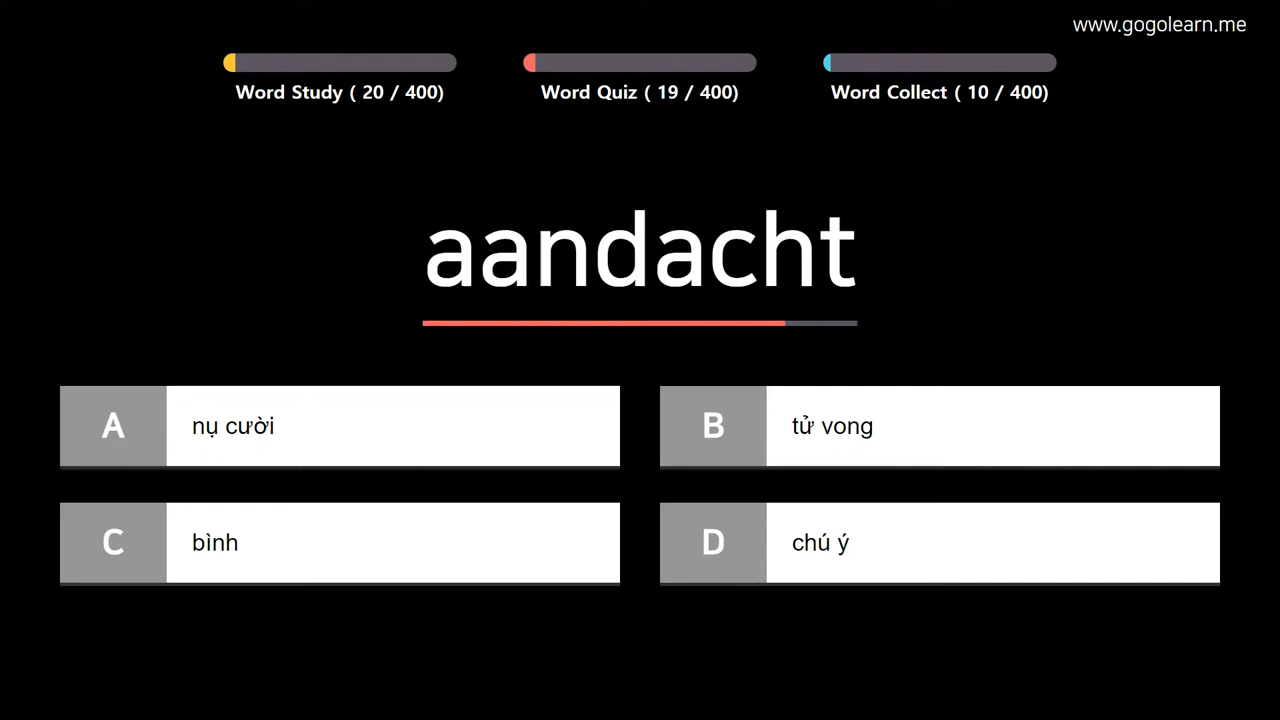 www.gogolearn.me
Word Study ( 20 / 400)
Word Quiz ( 19 / 400)
Word Collect ( 10 / 400)
aandacht
A nụ cười
B tử vong
C bình
D chú ý